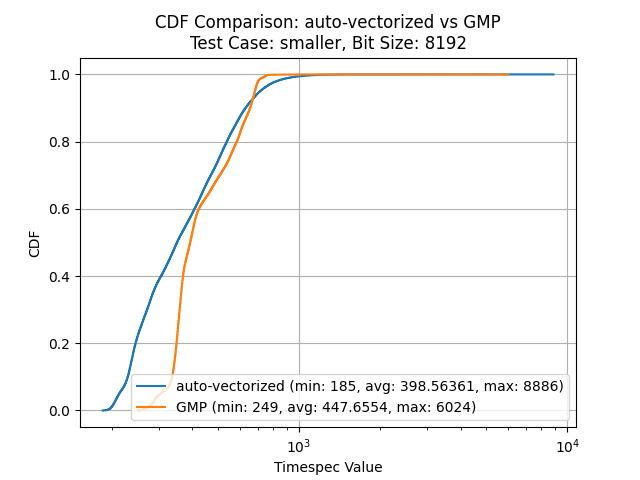 CDF Comparison: auto-vectorized vs GMP
Test Case: smaller, Bit Size: 8192
1.0
0.8
0.6
0.4
0.2
0.0
CDF
auto-vectorized (min: 185, avg: 398.56361, max: 8886)
GMP (min: 249, avg: 447.6554, max: 6024)
10³ 10⁴
Timespec Value